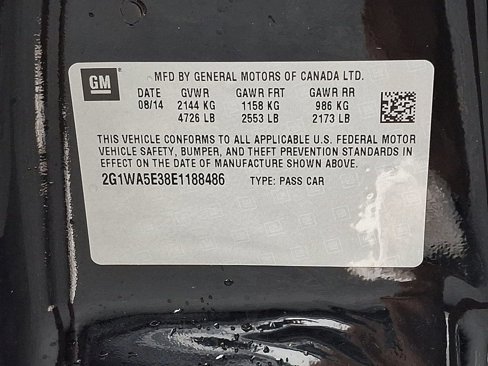 GM
MFD BY GENERAL MOTORS OF CANADA LTD.
DATE GVWR GAWR FRT GAWR RR
08/14 2144 KG 1158 KG 986 KG
4726 LB 2553 LB 2173 LB
THIS VEHICLE CONFORMS TO ALL APPLICABLE U.S. FEDERAL MOTOR
VEHICLE SAFETY, BUMPER, AND THEFT PREVENTION STANDARDS IN
EFFECT ON THE DATE OF MANUFACTURE SHOWN ABOVE.
2G1WA5E38E1188486 TYPE: PASS CAR